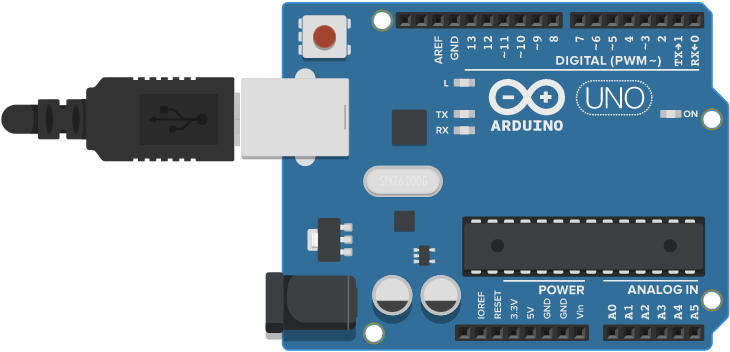 AREF
GND
13
12
~11
~10
~9
8
7
~6
~5
4
~3
2
TX→1
RX←0
DIGITAL (PWM~)
L
TX
RX
ARDUINO
UNO
ON
IOREF
RESET
3.3V
5V
GND
GND
Vin
POWER
ANALOG IN
A0
A1
A2
A3
A4
A5